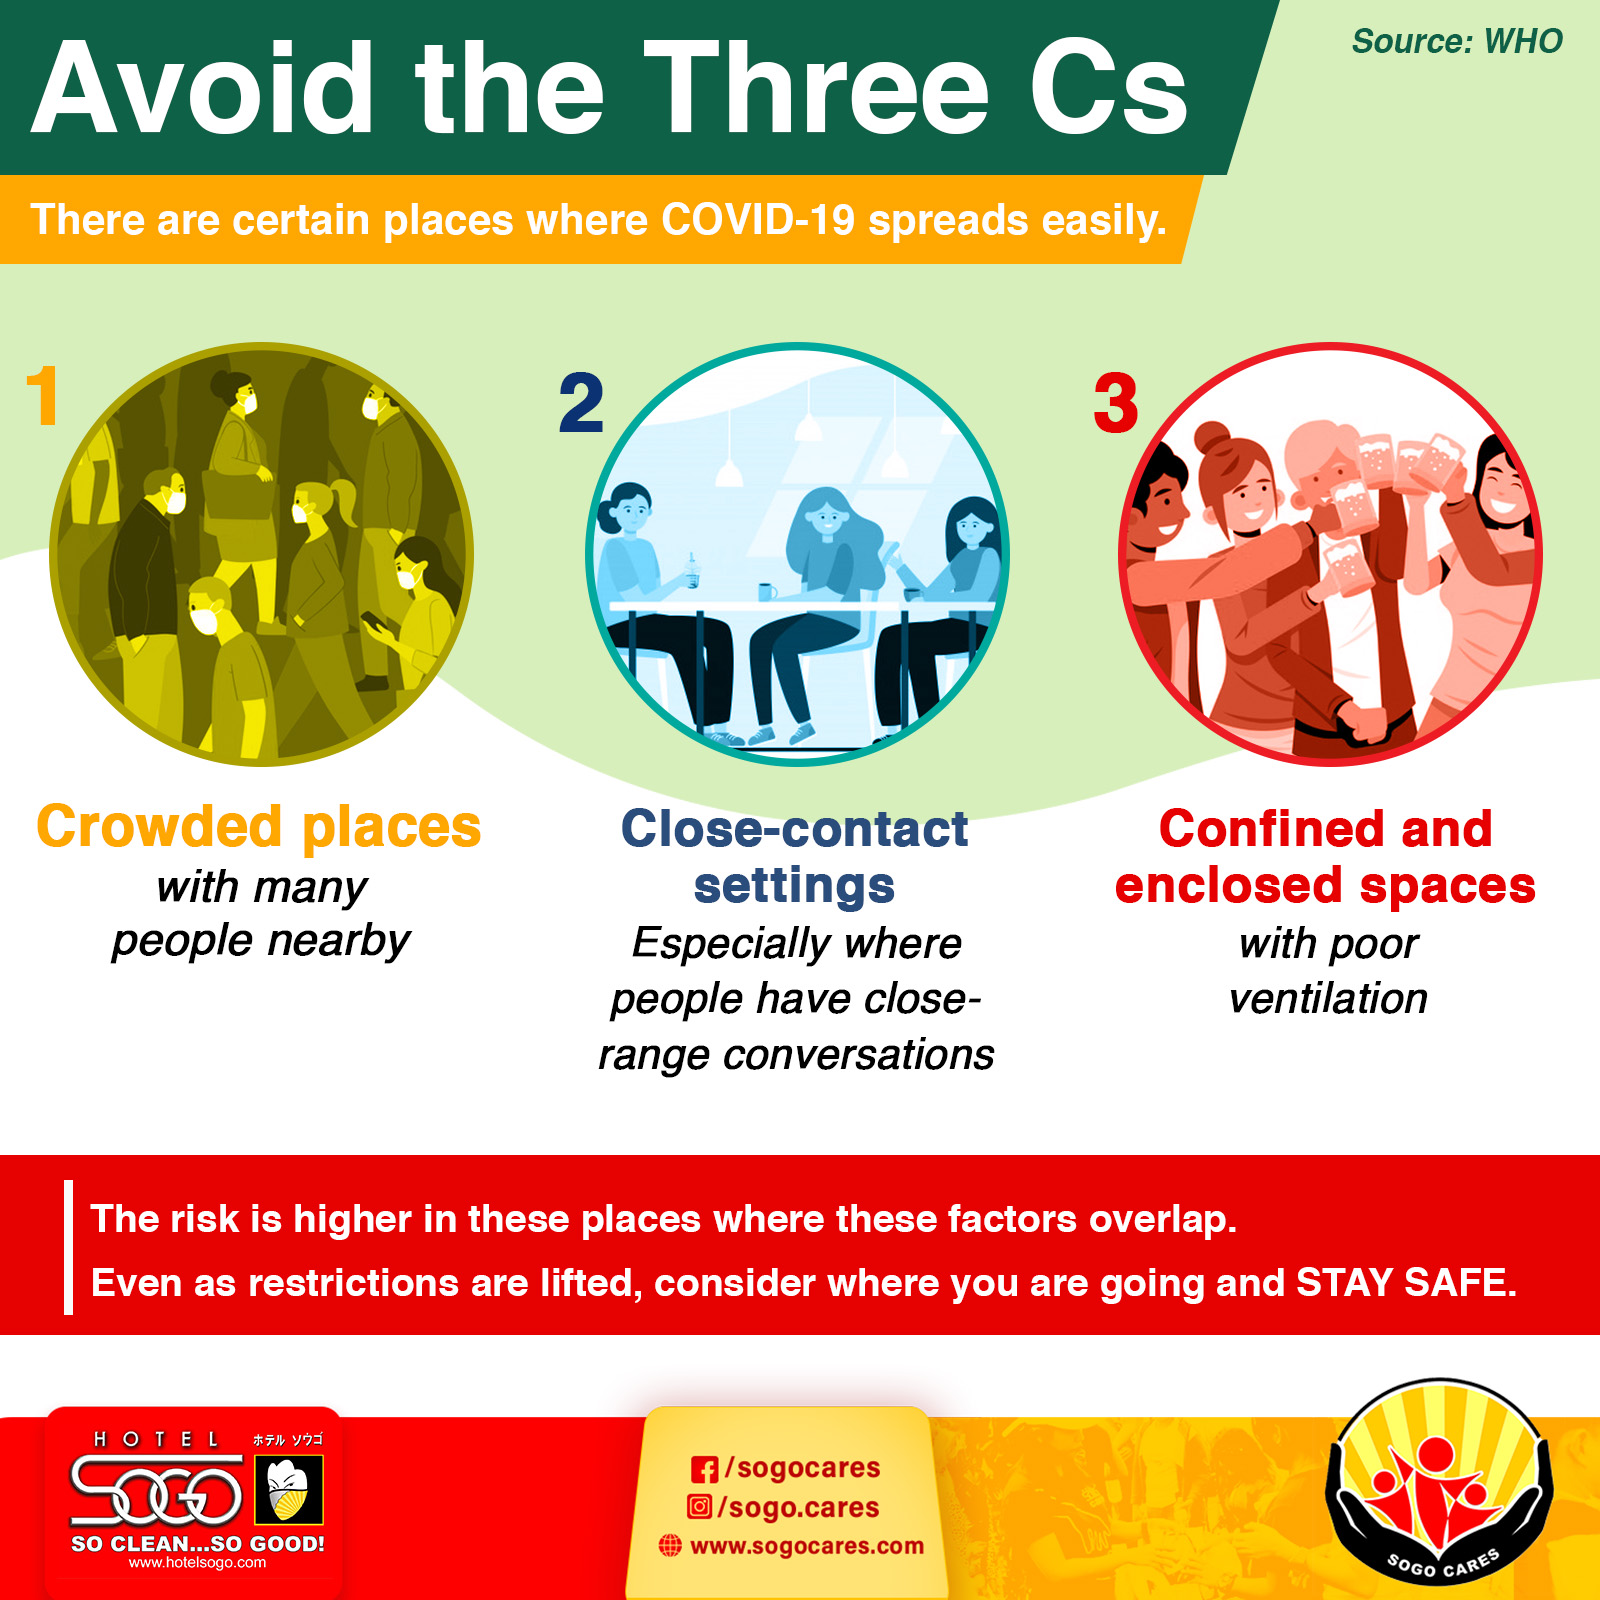 Avoid the Three Cs
Source: WHO
There are certain places where COVID-19 spreads easily.
1
Crowded places
with many
people nearby
2
Close-contact
settings
Especially where
people have close-
range conversations
3
Confined and
enclosed spaces
with poor
ventilation
The risk is higher in these places where these factors overlap.
Even as restrictions are lifted, consider where you are going and STAY SAFE.
HOTEL ホテル ソウゴ
SOGO
SO CLEAN...SO GOOD!
www.hotelsogo.com
/sogocares
/sogo.cares
www.sogocares.com
SOGO CARES